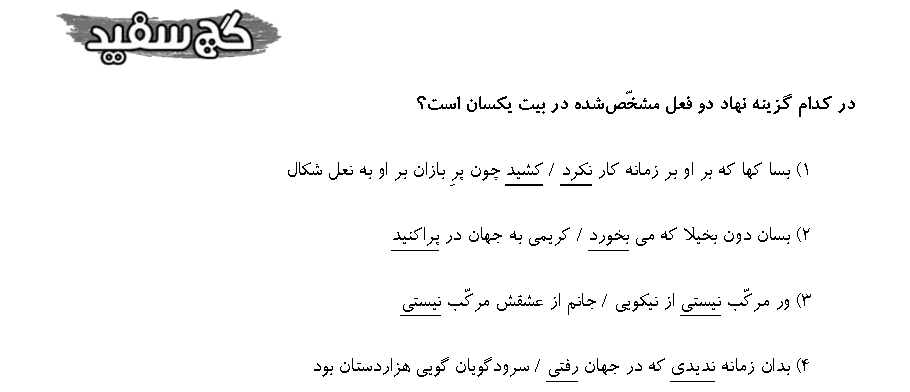 گچ سفید
در کدام گزینه نهاد دو فعل مشخّص‌شده در بیت یکسان است؟
۱) بسا کها که بر او بر زمانه کار نکرد / کشید چون پرِ بازان بر او به نعل شکال
۲) بسان دون بخیلا که می بخورد / کریمی به جهان در پراکنید
۳) ور مرکّب نیستی از نیکویی / جانم از عشقش مرکّب نیستی
۴) بدان زمانه ندیدی که در جهان رفتی / سرودگویان گویی هزاردستان بود